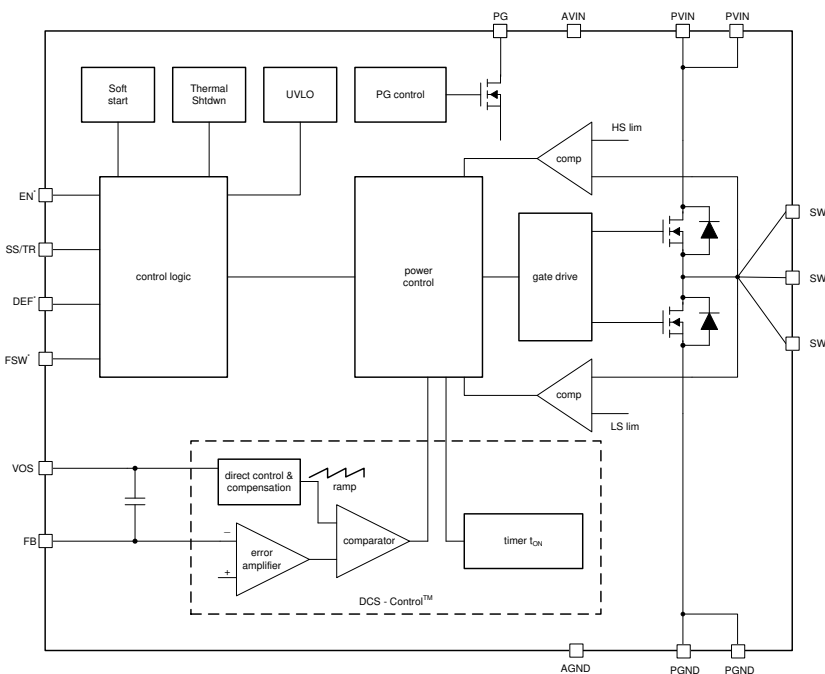 PG AVIN PVIN PVIN
Soft
start
Thermal
Shtdwn
UVLO
PG control
HS lim
comp
EN*
SS/TR
DEF*
FSW*
control logic
power
control
gate drive
SW
SW
SW
comp
LS lim
VOS
FB
direct control &
compensation
ramp
–
error
amplifier
+
comparator
timer tON
DCS - Control™
AGND
PGND PGND